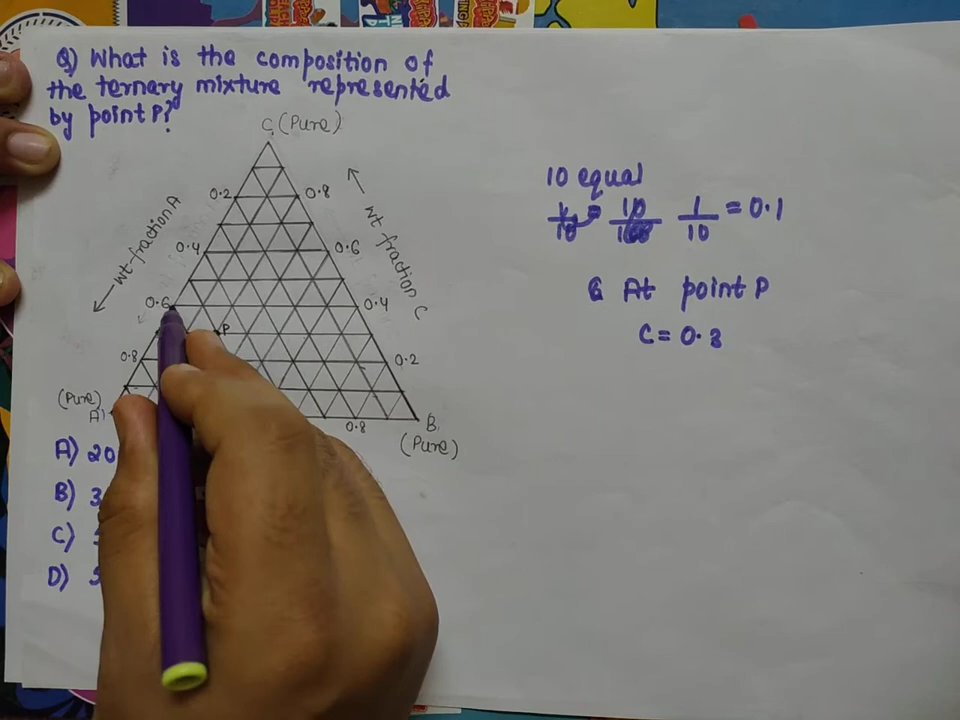 Q) What is the composition of
the ternary mixture represented
by point P?
C (Pure)
0.2
0.8
wt-fraction A
wt-fraction C
0.4
0.6
0.6
0.4
P
0.8
0.2
(Pure)
A
0.8
B
(Pure)
A) 20
B) 3
C)
D) 5
10 equal
1/10 = 10/100 1/10 = 0.1
At point P
C = 0.3